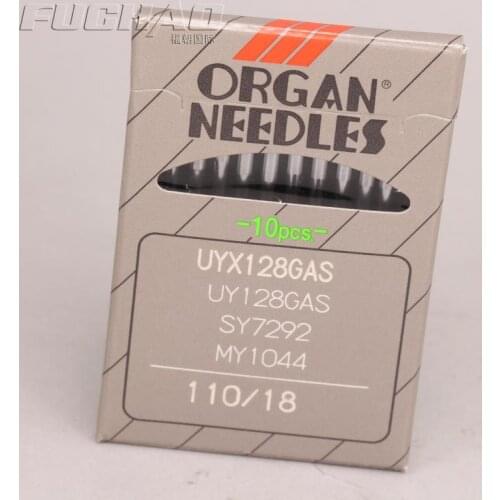 FUCHAO
ORGAN®
NEEDLES
-10pcs.-
UYX128GAS
UY128GAS
SY7292
MY1044
110/18